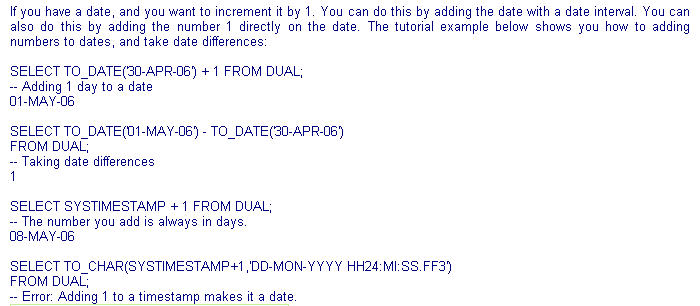 If you have a date, and you want to increment it by 1. You can do this by adding the date with a date interval. You can
also do this by adding the number 1 directly on the date. The tutorial example below shows you how to adding
numbers to dates, and take date differences:
SELECT TO_DATE('30-APR-06') + 1 FROM DUAL;
-- Adding 1 day to a date
01-MAY-06
SELECT TO_DATE('01-MAY-06') - TO_DATE('30-APR-06')
FROM DUAL;
-- Taking date differences
1
SELECT SYSTIMESTAMP + 1 FROM DUAL;
-- The number you add is always in days.
08-MAY-06
SELECT TO_CHAR(SYSTIMESTAMP+1,'DD-MON-YYYY HH24:MI:SS.FF3')
FROM DUAL;
-- Error: Adding 1 to a timestamp makes it a date.